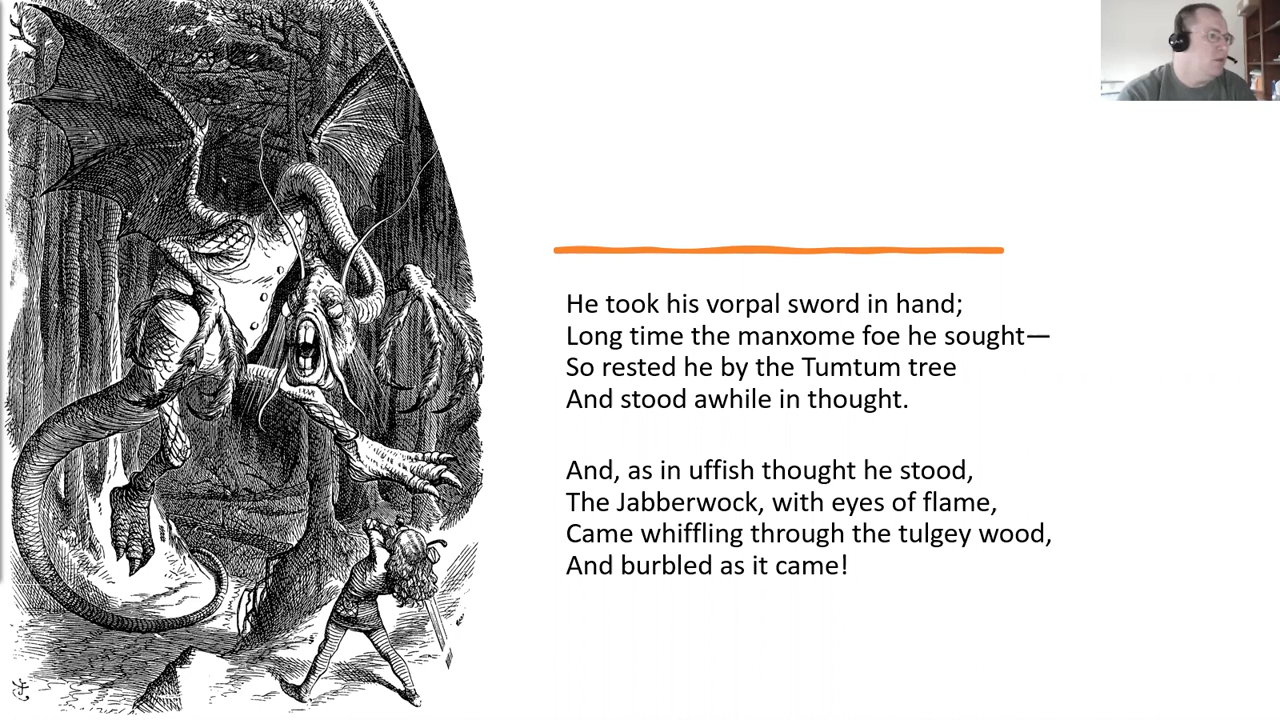 He took his vorpal sword in hand;
Long time the manxome foe he sought—
So rested he by the Tumtum tree
And stood awhile in thought.
And, as in uffish thought he stood,
The Jabberwock, with eyes of flame,
Came whiffling through the tulgey wood,
And burbled as it came!